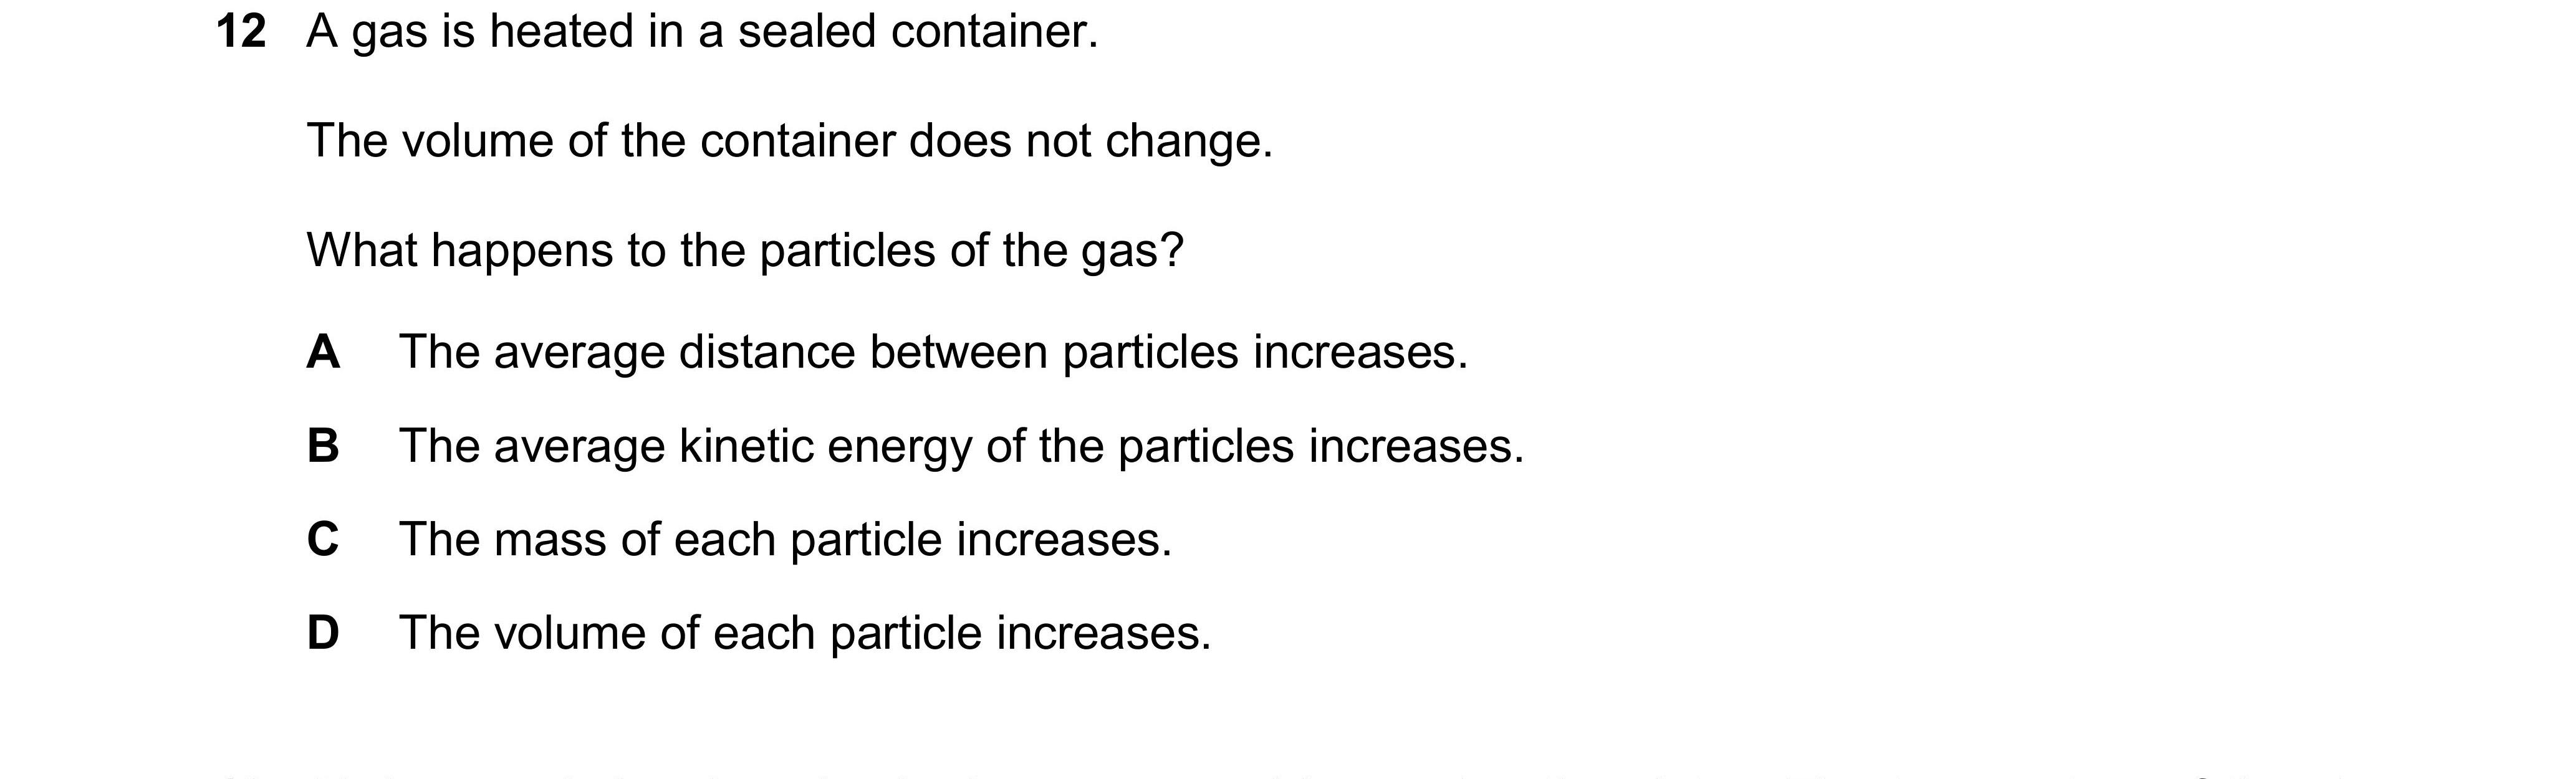 12 A gas is heated in a sealed container.
The volume of the container does not change.
What happens to the particles of the gas?
A The average distance between particles increases.
B The average kinetic energy of the particles increases.
C The mass of each particle increases.
D The volume of each particle increases.